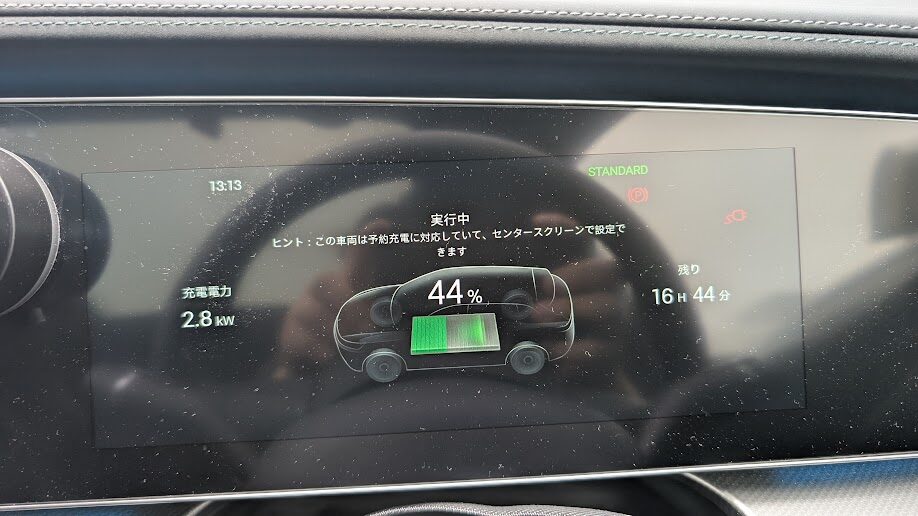 13:13
STANDARD
実行中
ヒント：この車両は予約充電に対応していて、センタースクリーンで設定で
きます
充電電力
2.8 kW
44 %
残り
16 H 44 分